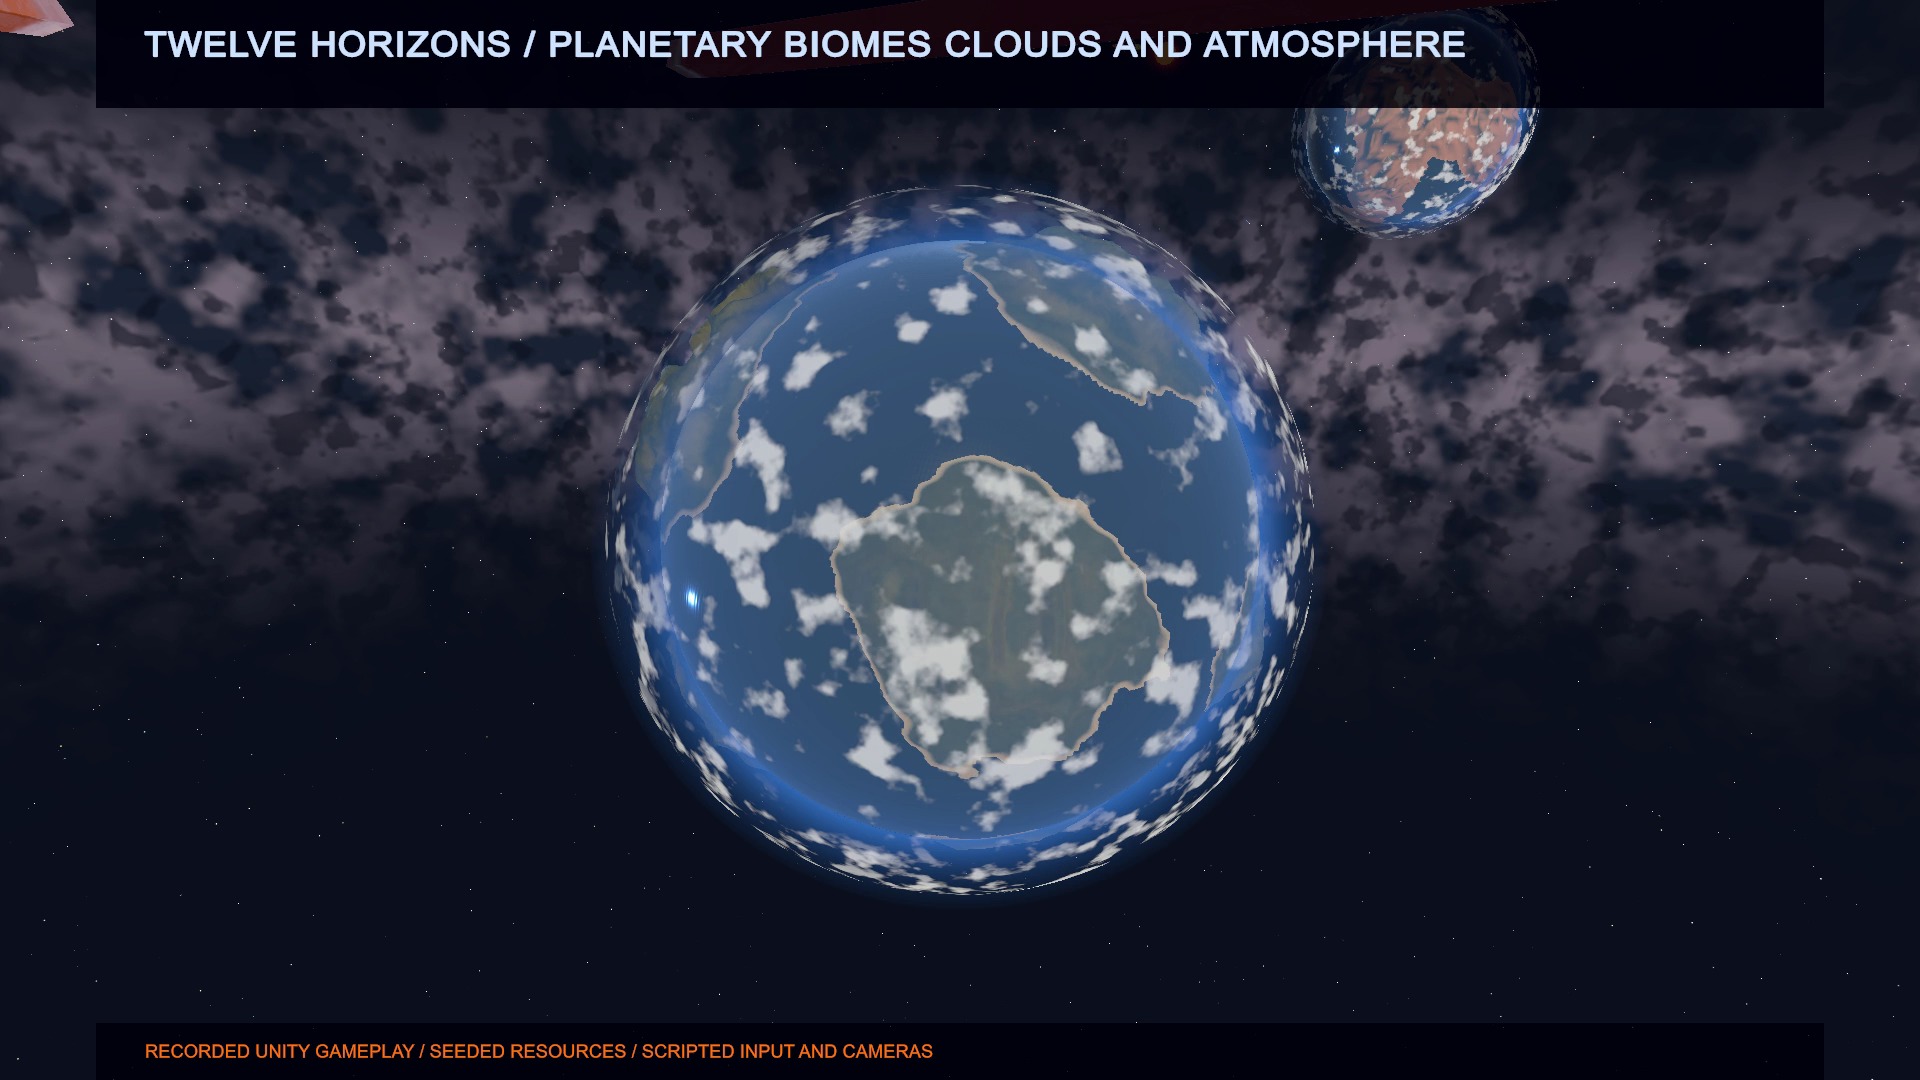 TWELVE HORIZONS / PLANETARY BIOMES CLOUDS AND ATMOSPHERE
RECORDED UNITY GAMEPLAY / SEEDED RESOURCES / SCRIPTED INPUT AND CAMERAS